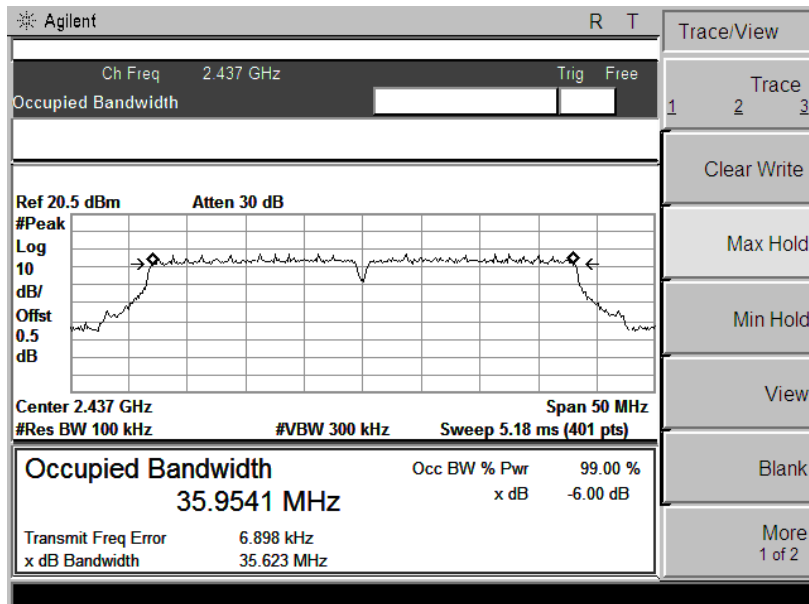 Agilent R T
Trace/View
Ch Freq 2.437 GHz Trig Free
Occupied Bandwidth
Trace
1 2 3
Clear Write
Ref 20.5 dBm Atten 30 dB
#Peak
Log
10
dB/
Offst
0.5
dB
Max Hold
Min Hold
View
Center 2.437 GHz Span 50 MHz
#Res BW 100 kHz #VBW 300 kHz Sweep 5.18 ms (401 pts)
Occupied Bandwidth Occ BW % Pwr 99.00 %
35.9541 MHz x dB -6.00 dB
Blank
Transmit Freq Error 6.898 kHz
x dB Bandwidth 35.623 MHz
More
1 of 2